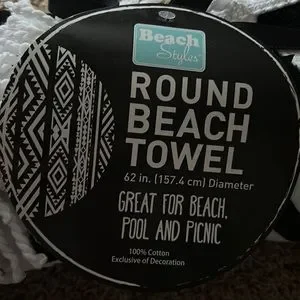 Beach
Styles
ROUND
BEACH
TOWEL
62 in. (157.4 cm) Diameter
GREAT FOR BEACH,
POOL AND PICNIC
100% Cotton
Exclusive of Decoration